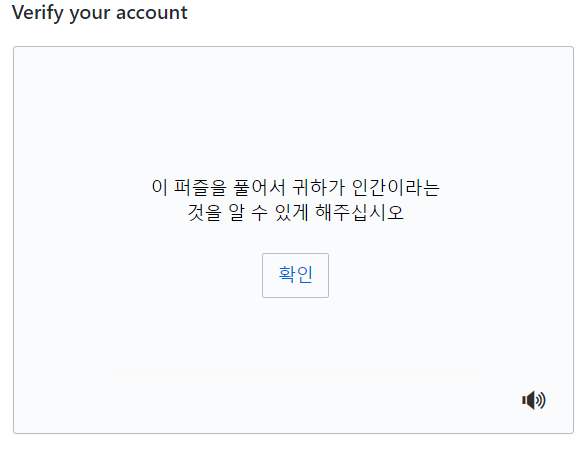 Verify your account
이 퍼즐을 풀어서 귀하가 인간이라는
것을 알 수 있게 해주십시오
확인